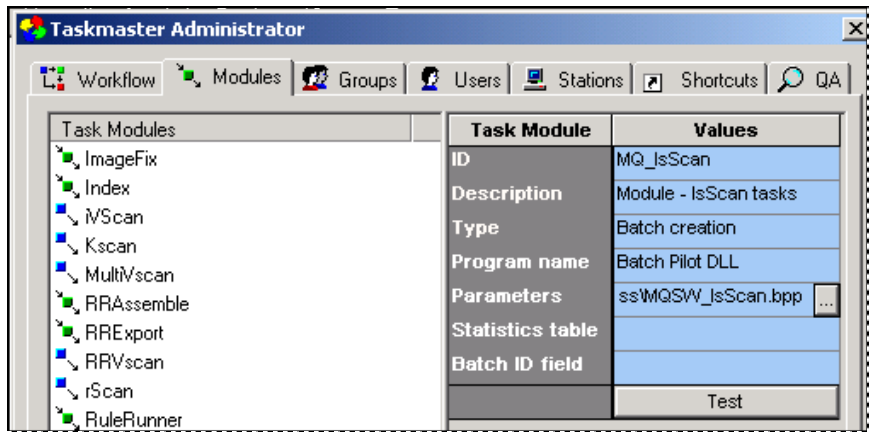 Taskmaster Administrator
Workflow Modules Groups Users Stations Shortcuts QA
Task Modules
ImageFix
Index
iVScan
Kscan
MultiVscan
RRAssemble
RRExport
RRVscan
rScan
RuleRunner
Task Module Values
ID MQ_IsScan
Description Module - IsScan tasks
Type Batch creation
Program name Batch Pilot DLL
Parameters ss\MQSW_IsScan.bpp ...
Statistics table
Batch ID field
Test